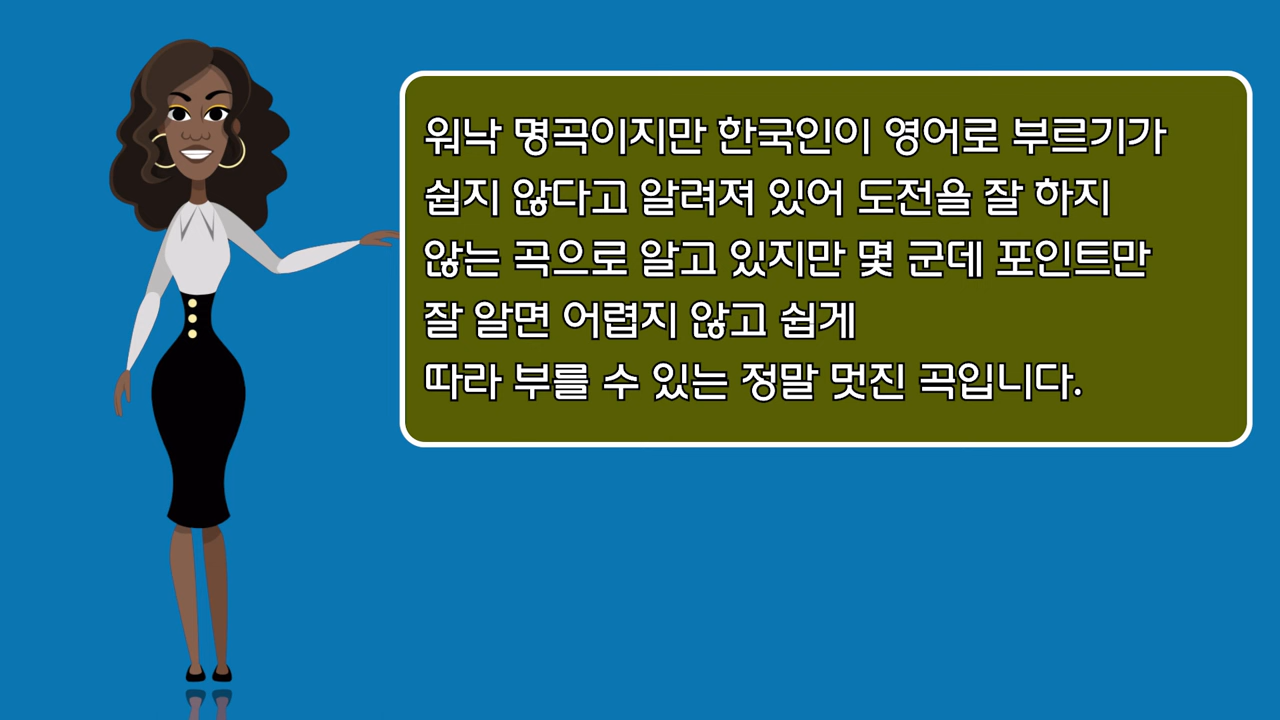 워낙 명곡이지만 한국인이 영어로 부르기가
쉽지 않다고 알려져 있어 도전을 잘 하지
않는 곡으로 알고 있지만 몇 군데 포인트만
잘 알면 어렵지 않고 쉽게
따라 부를 수 있는 정말 멋진 곡입니다.